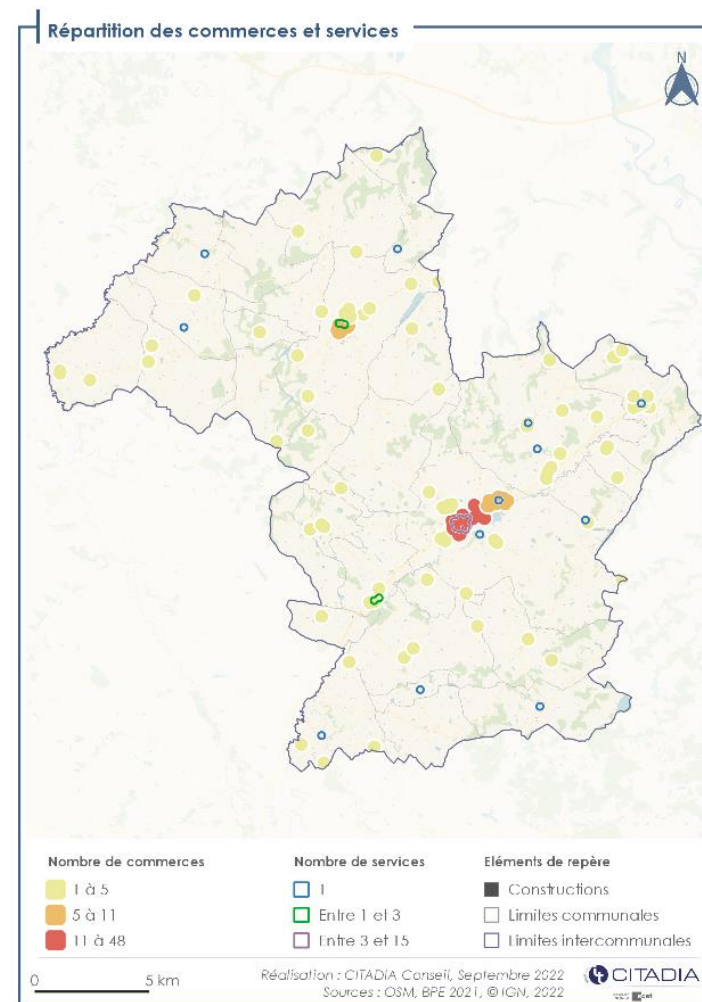 Répartition des commerces et services
N
Nombre de commerces
1 à 5
5 à 11
11 à 48
Nombre de services
1
Entre 1 et 3
Entre 3 et 15
Eléments de repère
Constructions
Limites communales
Limites intercommunales
0 5 km
Réalisation : CITADIA Conseil, Septembre 2022
Sources : OSM, BPE 2021, © IGN, 2022
CITADIA